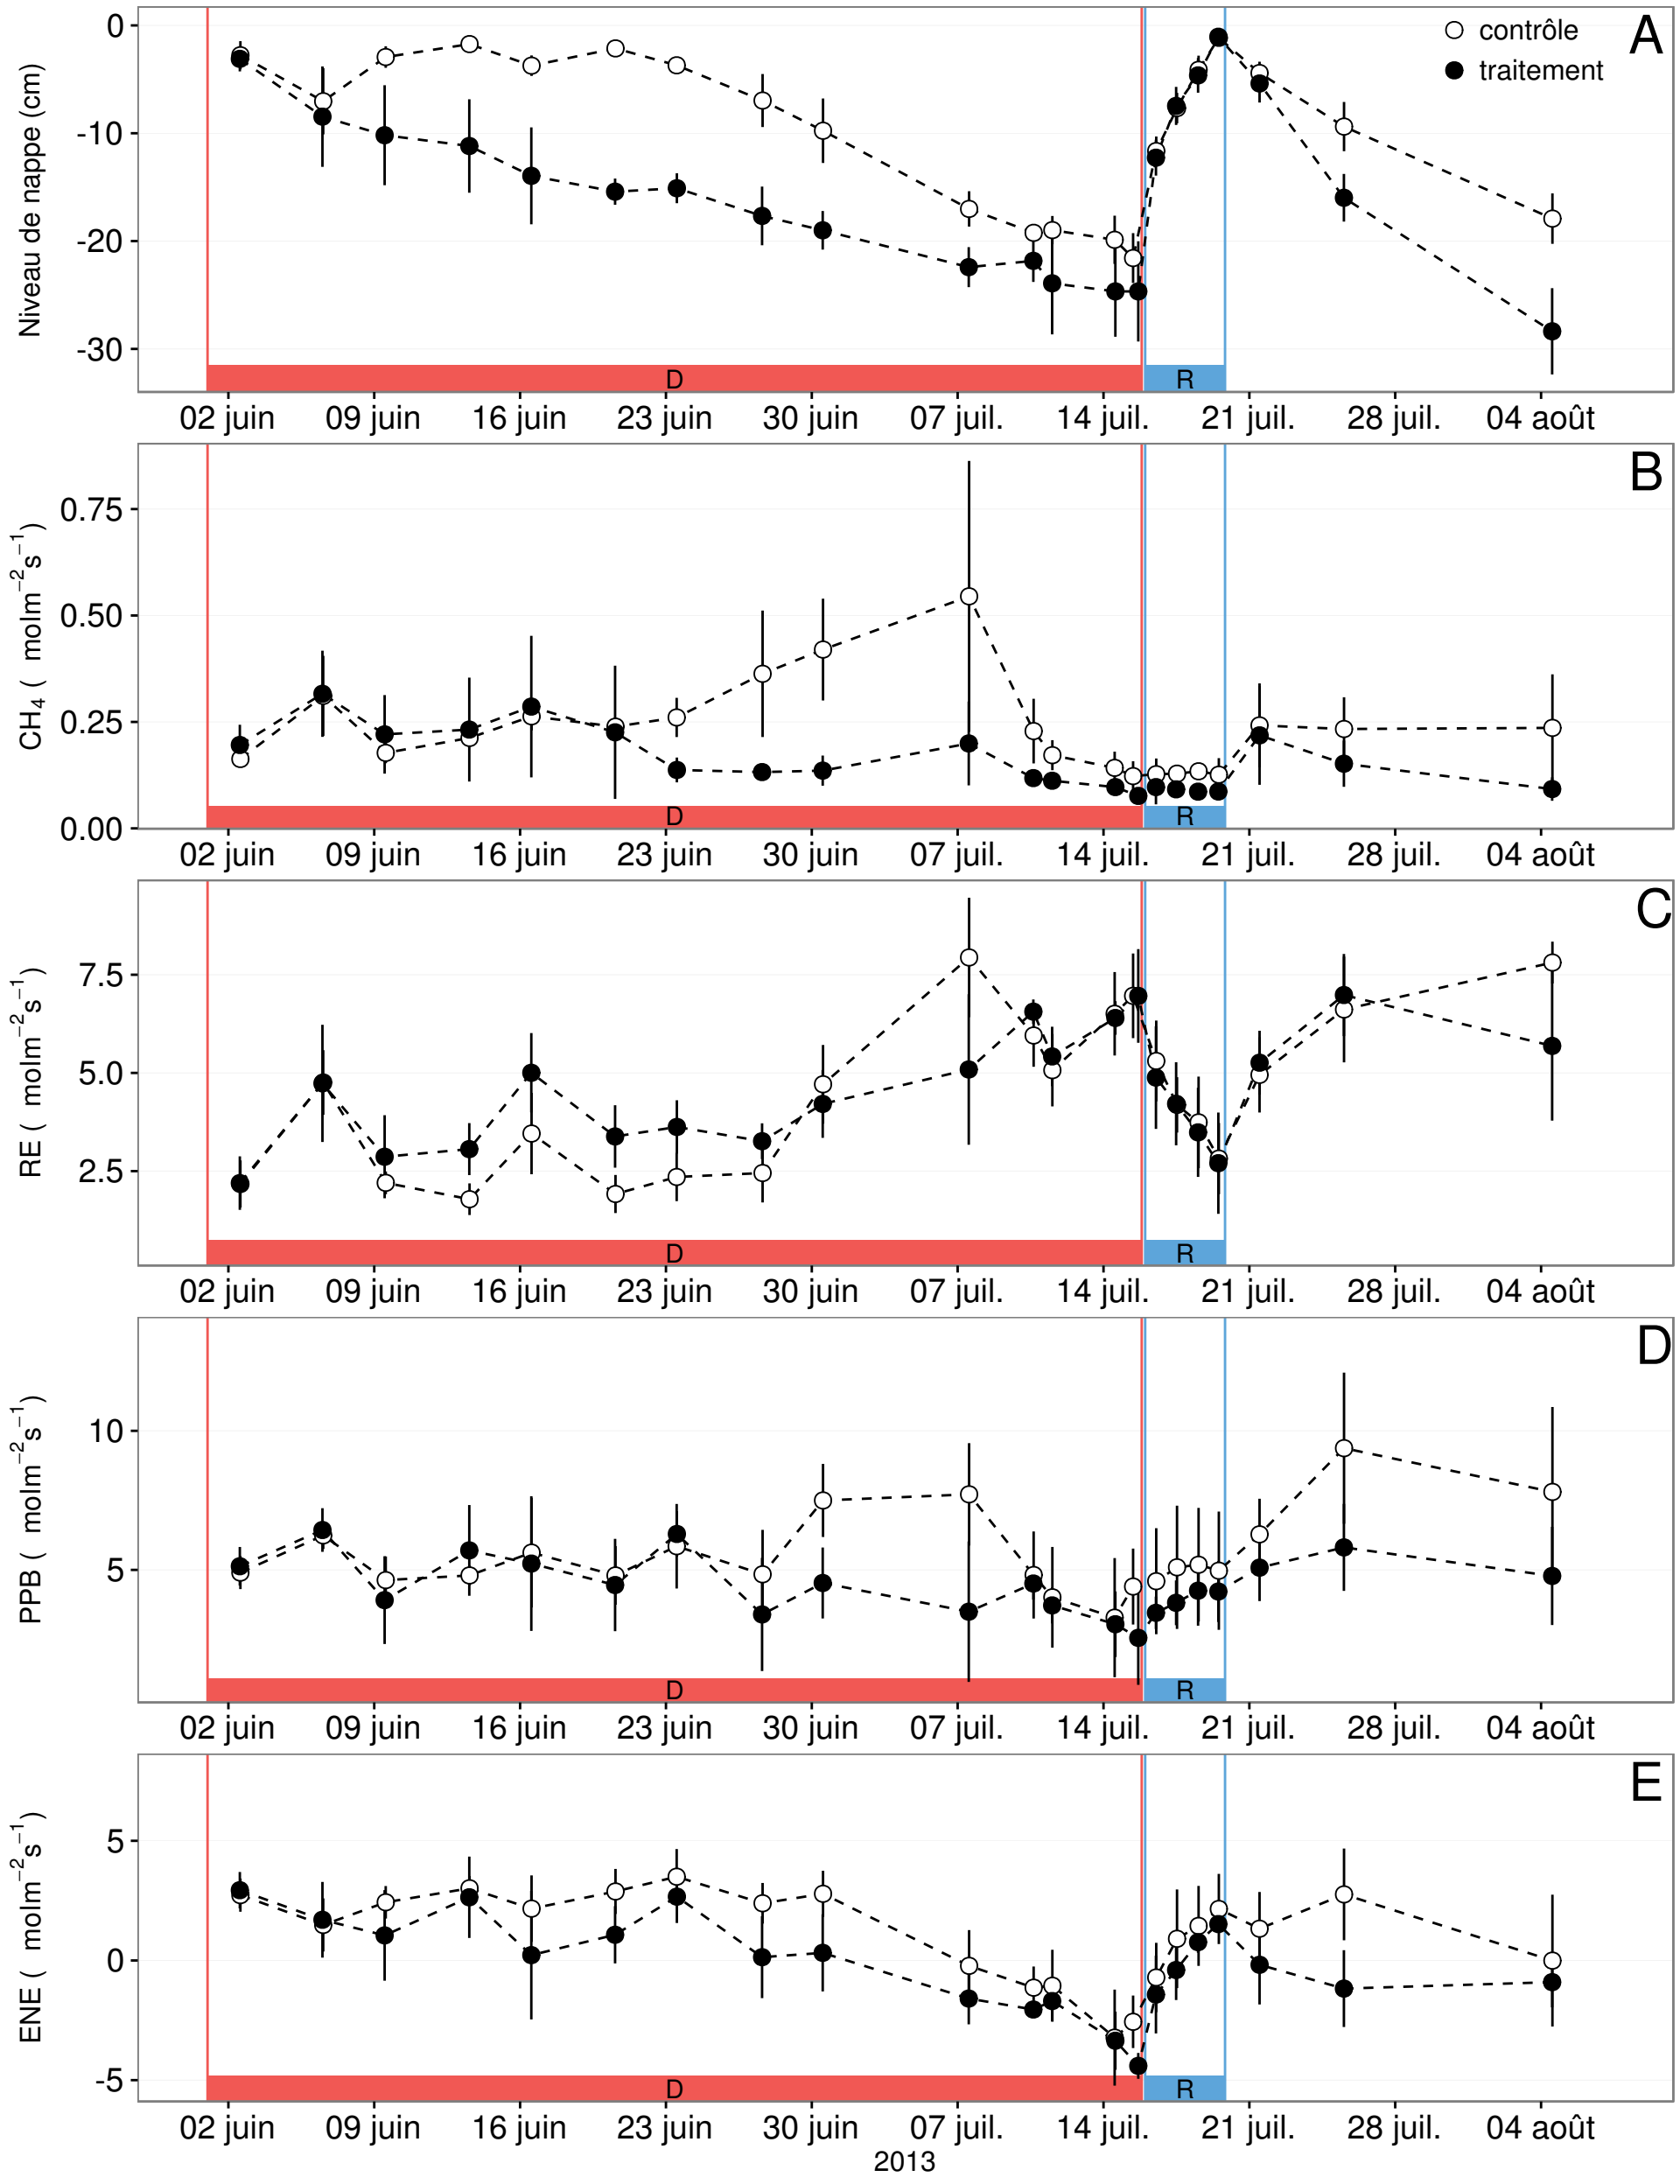 A
contrôle
traitement
Niveau de nappe (cm)
0
-10
-20
-30
D
R
02 juin 09 juin 16 juin 23 juin 30 juin 07 juil. 14 juil. 21 juil. 28 juil. 04 août
B
CH4 ( molm−2s−1)
0.75
0.50
0.25
0.00
D
R
02 juin 09 juin 16 juin 23 juin 30 juin 07 juil. 14 juil. 21 juil. 28 juil. 04 août
C
RE ( molm−2s−1)
7.5
5.0
2.5
D
R
02 juin 09 juin 16 juin 23 juin 30 juin 07 juil. 14 juil. 21 juil. 28 juil. 04 août
D
PPB ( molm−2s−1)
10
5
D
R
02 juin 09 juin 16 juin 23 juin 30 juin 07 juil. 14 juil. 21 juil. 28 juil. 04 août
E
ENE ( molm−2s−1)
5
0
-5
D
R
02 juin 09 juin 16 juin 23 juin 30 juin 07 juil. 14 juil. 21 juil. 28 juil. 04 août
2013